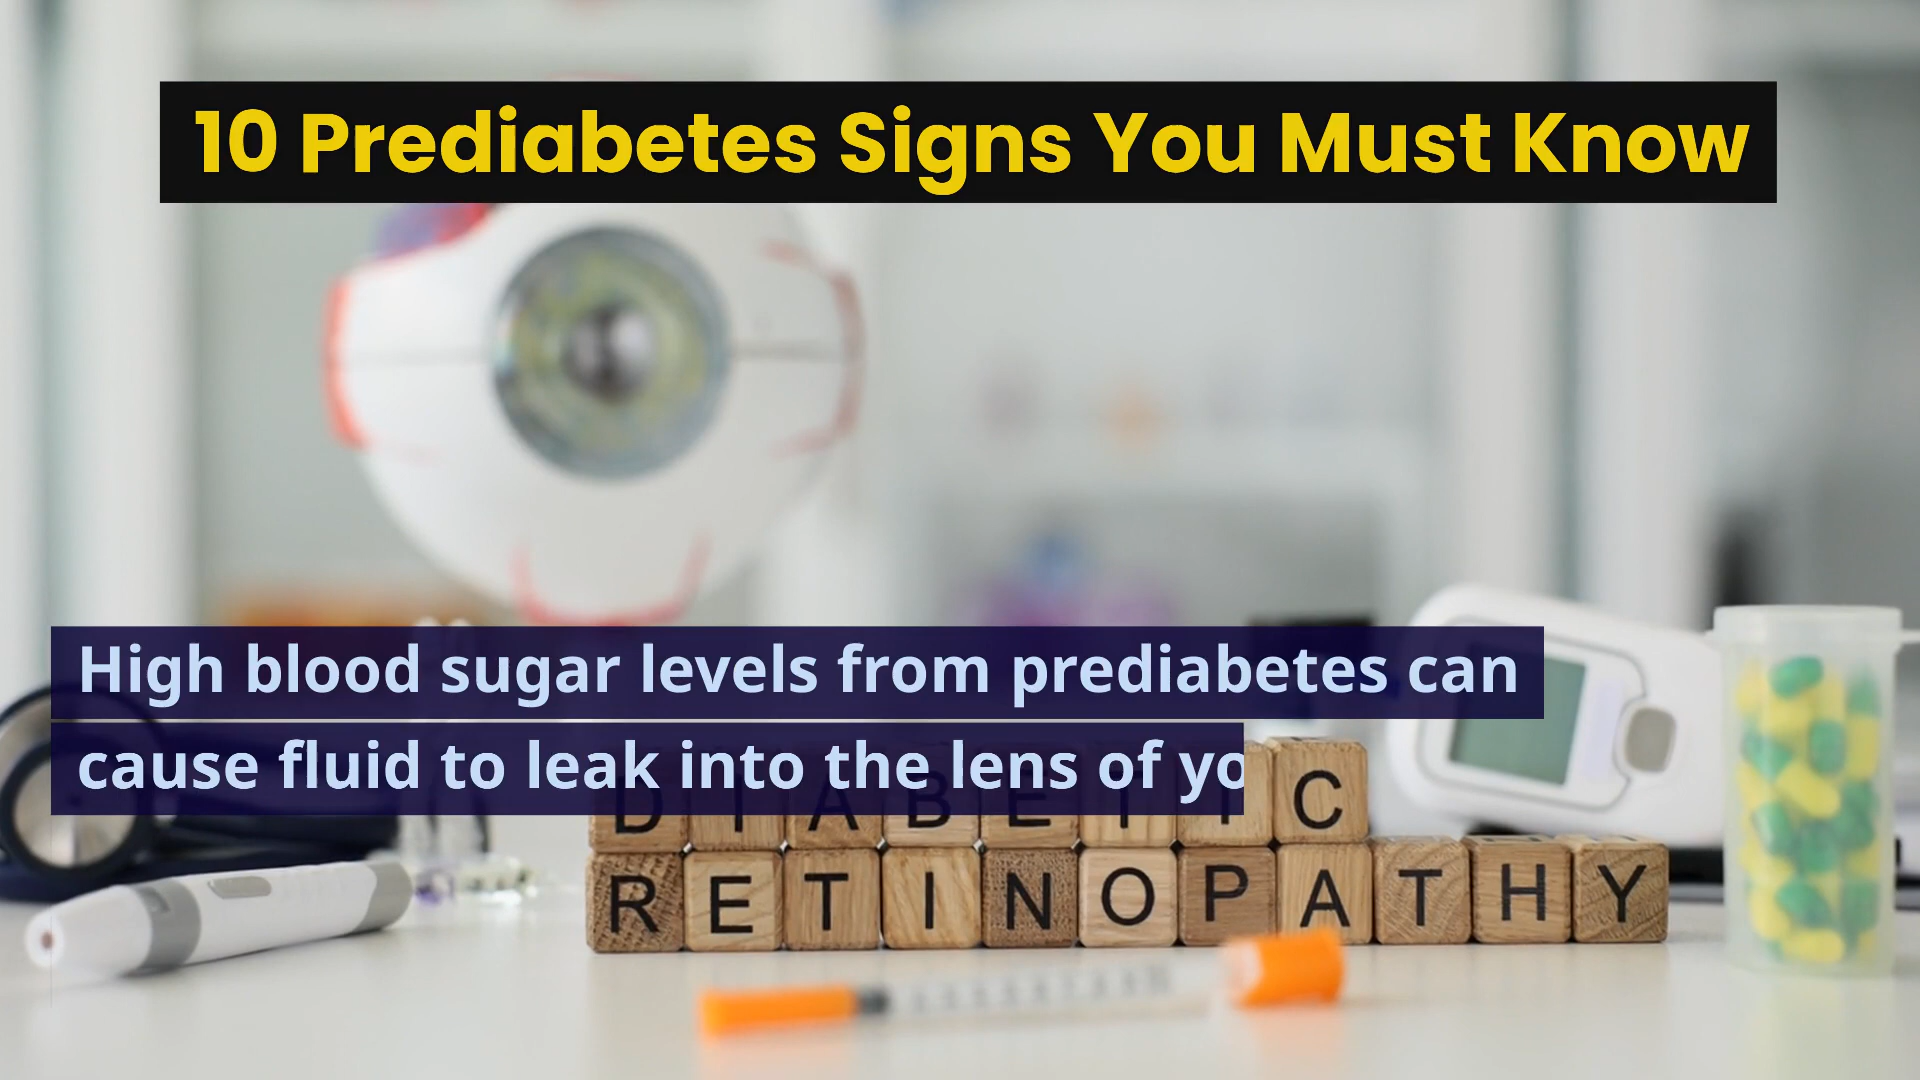 10 Prediabetes Signs You Must Know
High blood sugar levels from prediabetes can
cause fluid to leak into the lens of yo
DIABETIC
RETINOPATHY